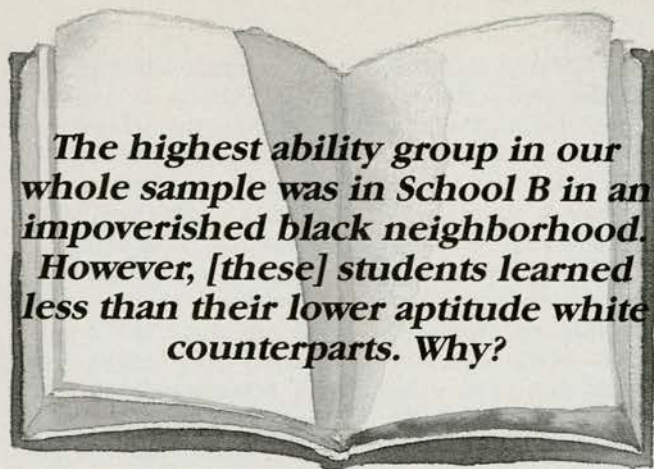 The highest ability group in our
whole sample was in School B in an
impoverished black neighborhood.
However, [these] students learned
less than their lower aptitude white
counterparts. Why?